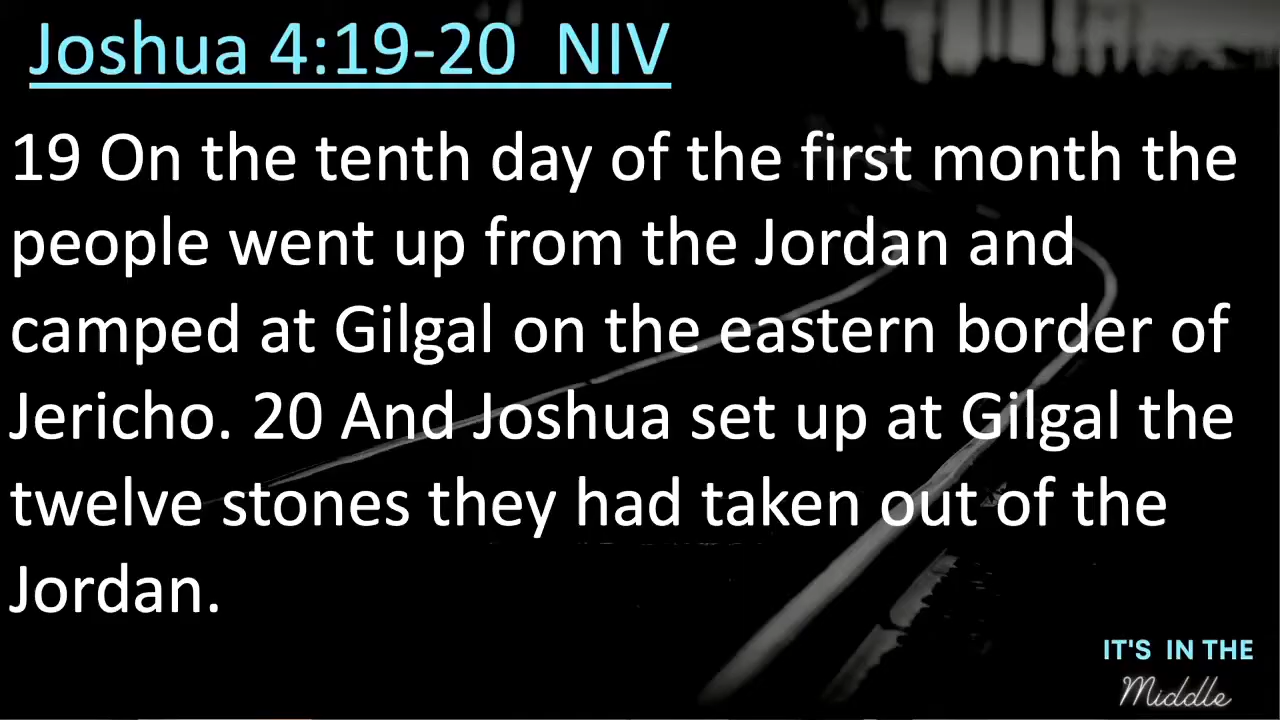 Joshua 4:19-20 NIV
19 On the tenth day of the first month the
people went up from the Jordan and
camped at Gilgal on the eastern border of
Jericho. 20 And Joshua set up at Gilgal the
twelve stones they had taken out of the
Jordan.
IT'S IN THE
Middle